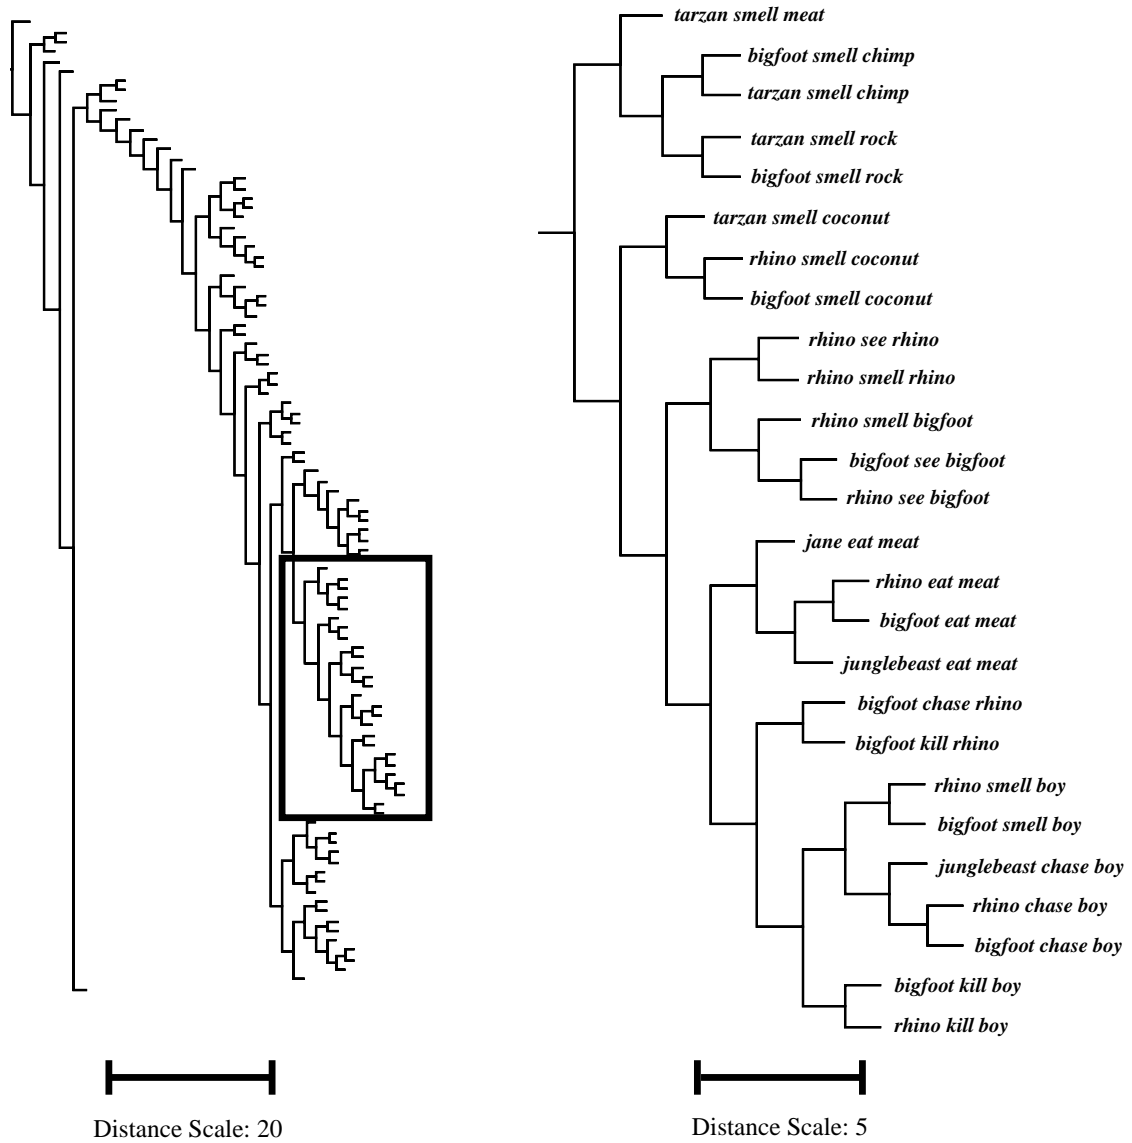 tarzan smell meat
bigfoot smell chimp
tarzan smell chimp
tarzan smell rock
bigfoot smell rock
tarzan smell coconut
rhino smell coconut
bigfoot smell coconut
rhino see rhino
rhino smell rhino
rhino smell bigfoot
bigfoot see bigfoot
rhino see bigfoot
jane eat meat
rhino eat meat
bigfoot eat meat
junglebeast eat meat
bigfoot chase rhino
bigfoot kill rhino
rhino smell boy
bigfoot smell boy
junglebeast chase boy
rhino chase boy
bigfoot chase boy
bigfoot kill boy
rhino kill boy
Distance Scale: 20
Distance Scale: 5